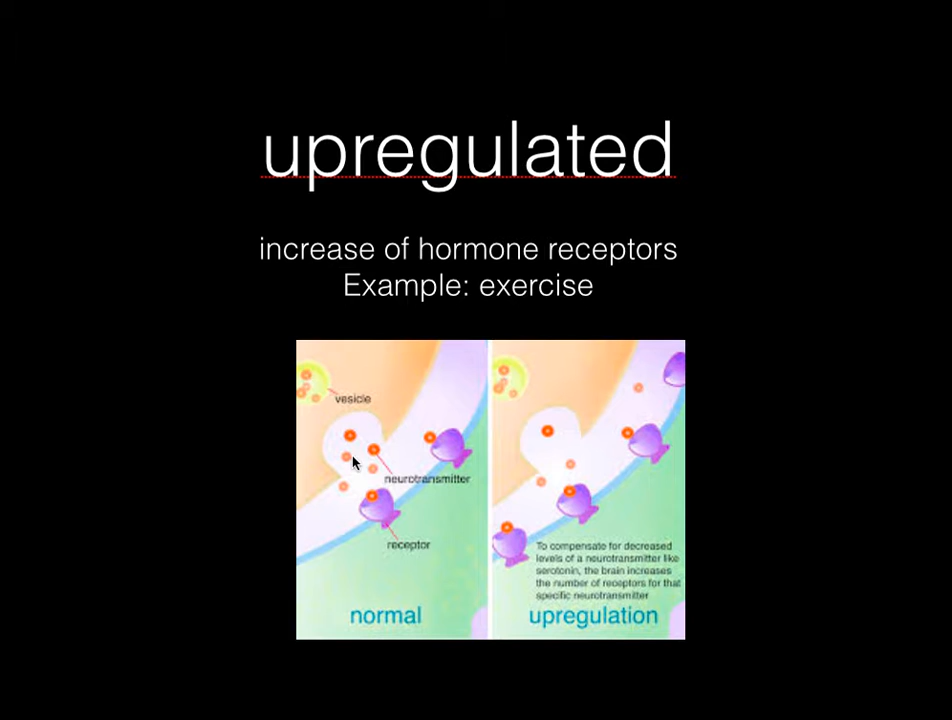 upregulated
increase of hormone receptors
Example: exercise
vesicle
neurotransmitter
receptor
normal
To compensate for decreased
levels of a neurotransmitter like
serotonin, the brain increases
the number of receptors for that
specific neurotransmitter
upregulation